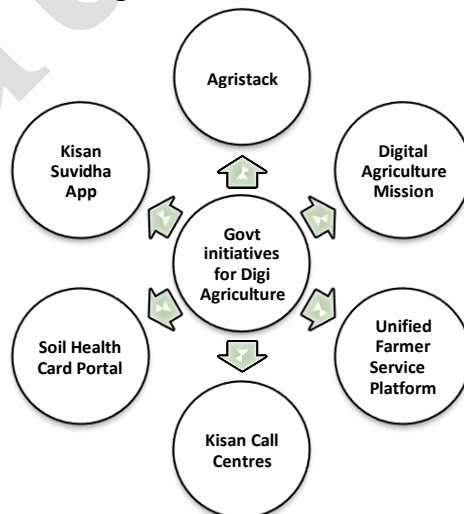 Agristack
Kisan
Suvidha
App
Digital
Agriculture
Mission
Govt
initiatives
for Digi
Agriculture
Soil Health
Card Portal
Unified
Farmer
Service
Platform
Kisan Call
Centres